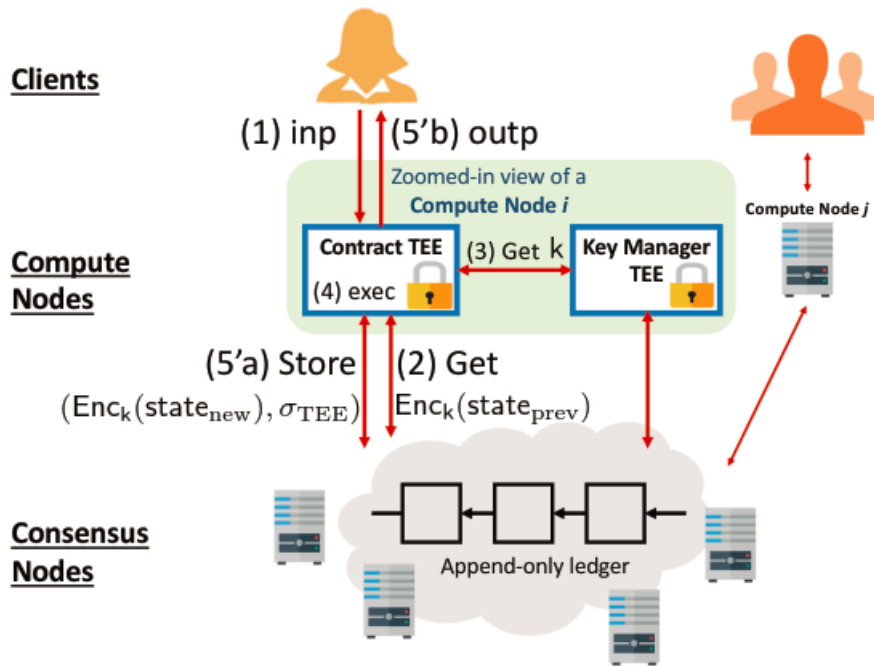 Clients
(1) inp
(5'b) outp
Zoomed-in view of a
Compute Node i
Compute Node j
Compute
Nodes
Contract TEE
(4) exec
(3) Get k
Key Manager
TEE
(5'a) Store
(Enc_k(state_new), σ_TEE)
(2) Get
Enc_k(state_prev)
Consensus
Nodes
Append-only ledger